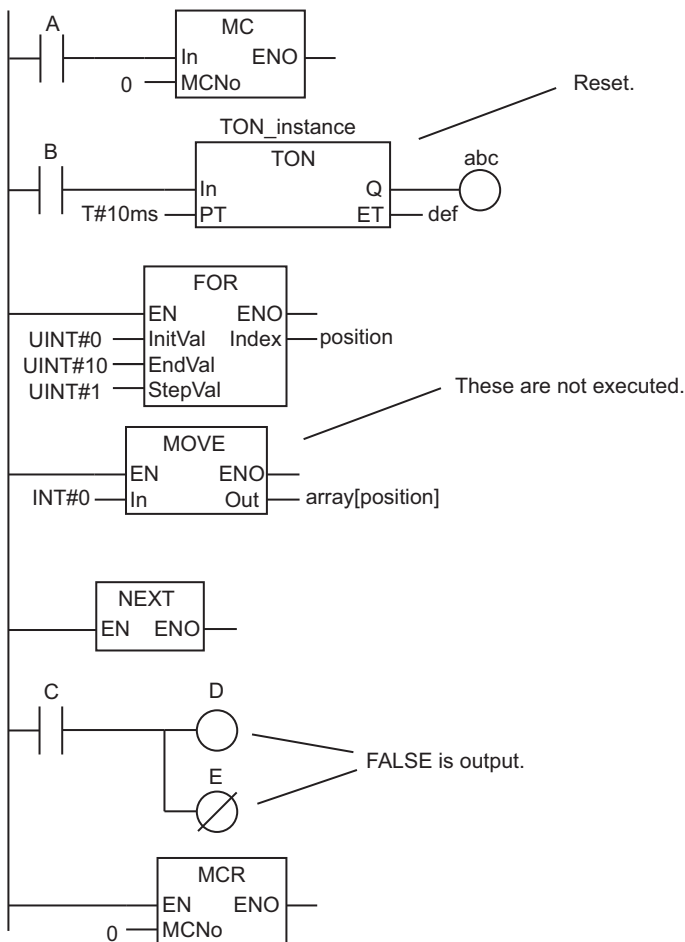 A
MC
In ENO
0 MCNo
Reset.
TON_instance
B
TON
abc
In Q
T#10ms PT ET def
FOR
EN ENO
UINT#0 InitVal Index position
UINT#10 EndVal
UINT#1 StepVal
These are not executed.
MOVE
EN ENO
INT#0 In Out array[position]
NEXT
EN ENO
C D
FALSE is output.
E
MCR
EN ENO
0 MCNo